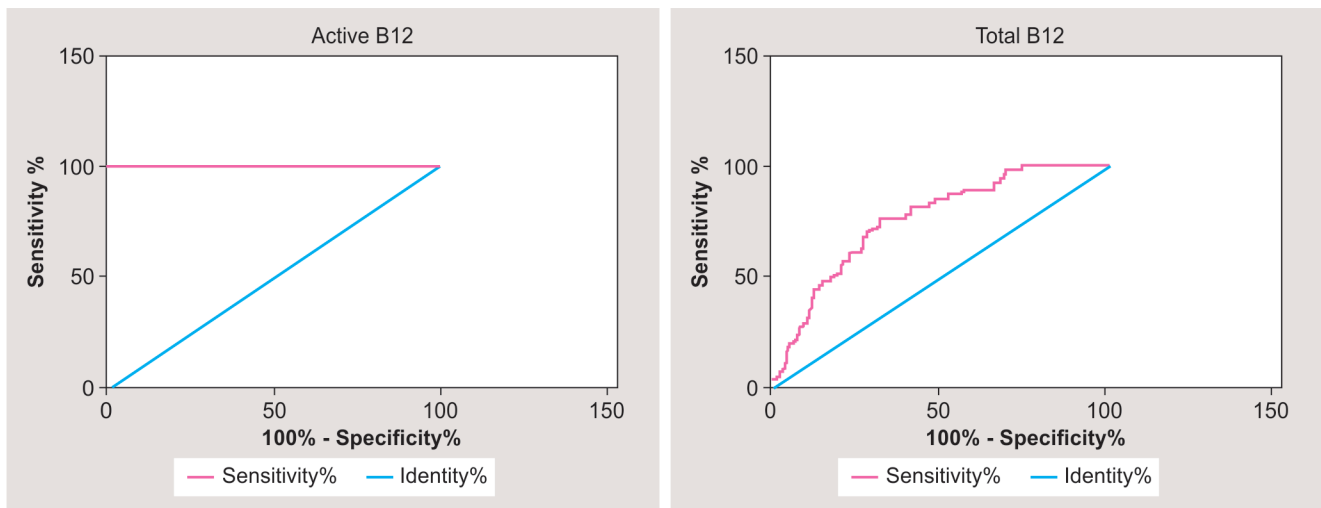 Active B12
150
100
50
0
Sensitivity %
0 50 100 150
100% - Specificity%
Sensitivity% Identity%
Total B12
150
100
50
0
Sensitivity %
0 50 100 150
100% - Specificity%
Sensitivity% Identity%